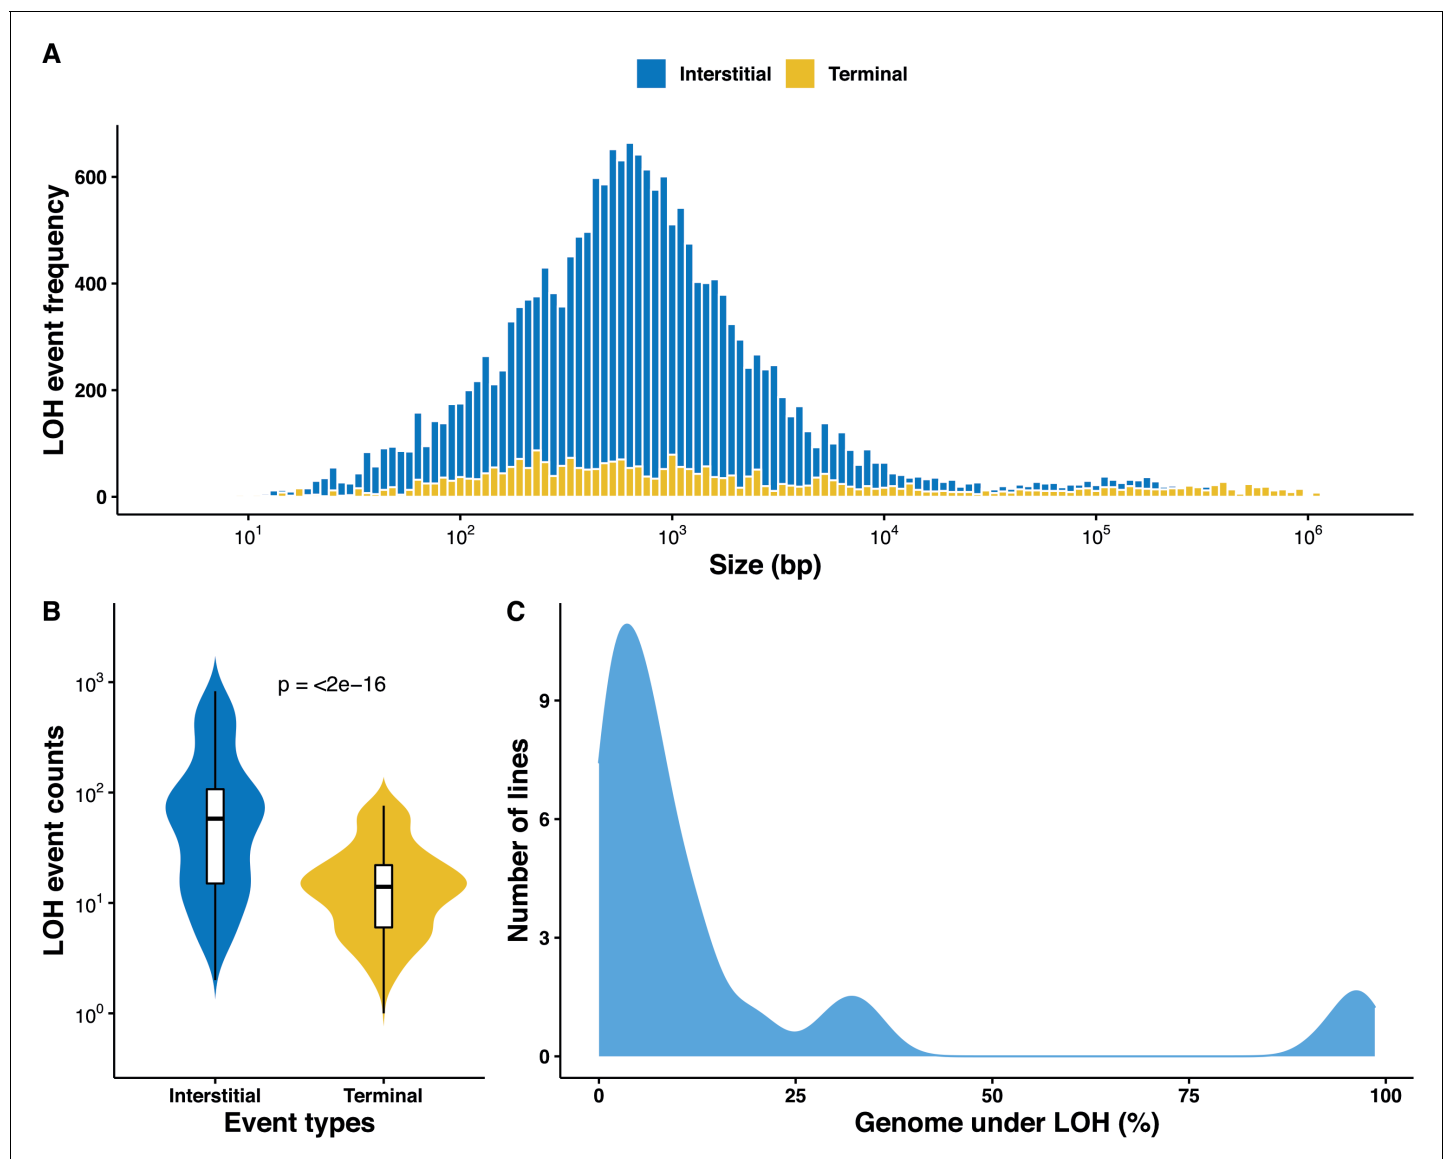 A
Interstitial Terminal
LOH event frequency
600
400
200
0
10¹ 10² 10³ 10⁴ 10⁵ 10⁶
Size (bp)
B
LOH event counts
10³
10²
10¹
10⁰
p = <2e−16
Interstitial Terminal
Event types
C
Number of lines
9
6
3
0
0 25 50 75 100
Genome under LOH (%)